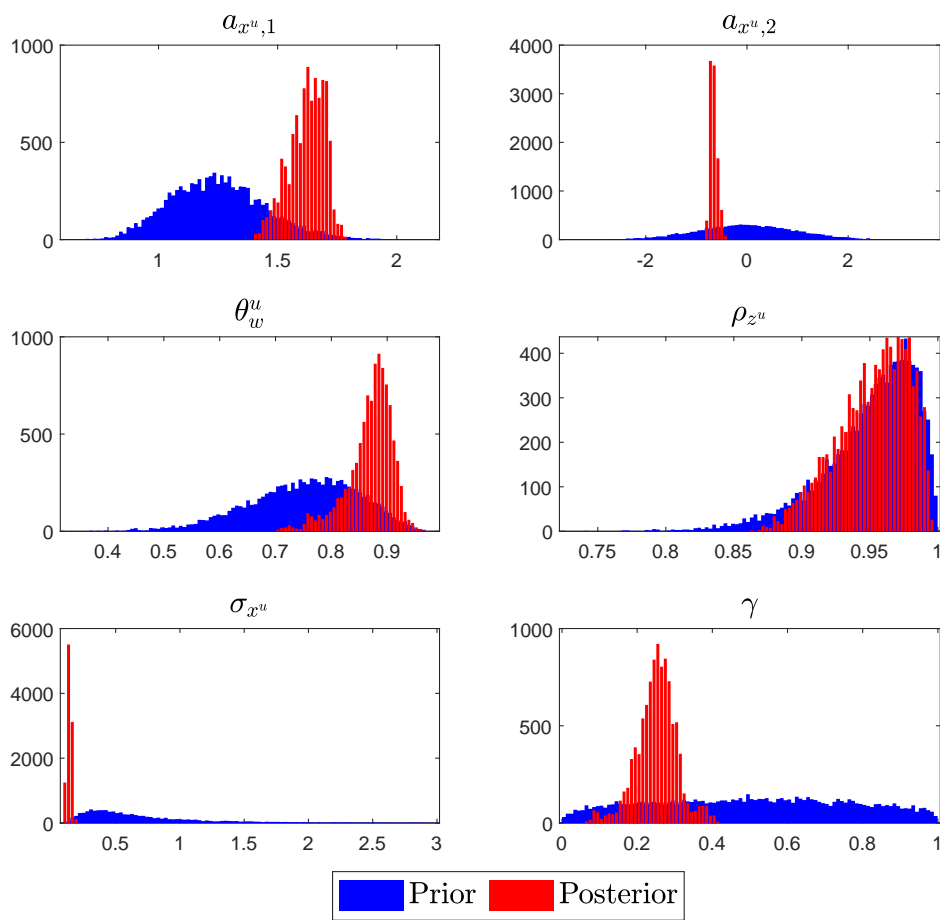 a_{x^u,1} a_{x^u,2}
1000 500 0 4000 3000 2000 1000 0
1 1.5 2 -2 0 2
θ_w^u ρ_{z^u}
1000 500 0 400 300 200 100 0
0.4 0.5 0.6 0.7 0.8 0.9 0.75 0.8 0.85 0.9 0.95 1
σ_{x^u} γ
6000 4000 2000 0 1000 500 0
0.5 1 1.5 2 2.5 3 0 0.2 0.4 0.6 0.8 1
Prior Posterior